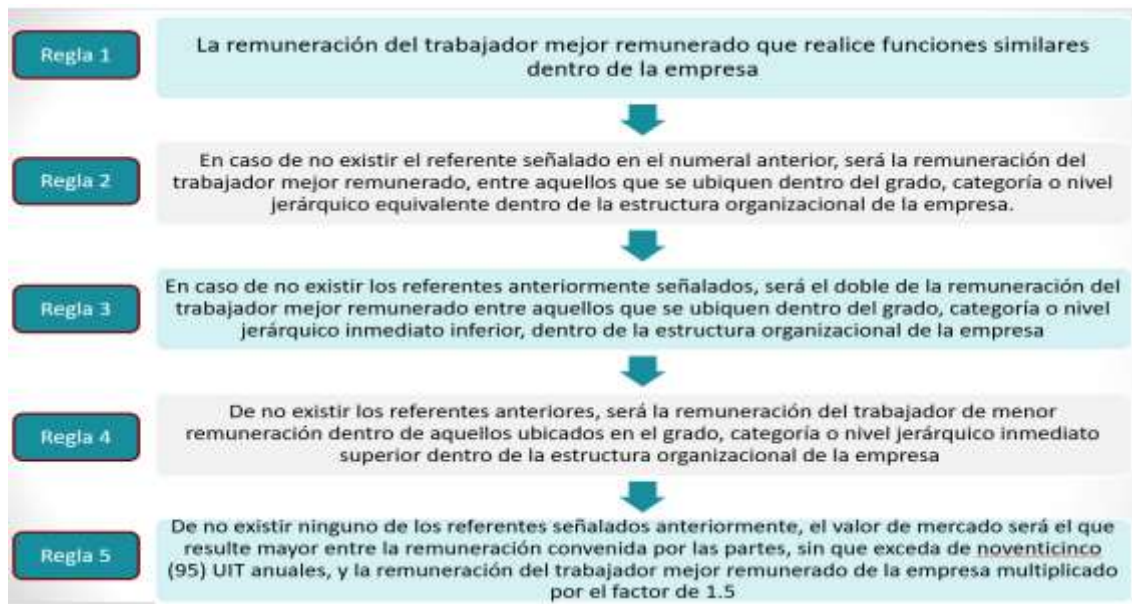 Regla 1
La remuneración del trabajador mejor remunerado que realice funciones similares
dentro de la empresa
Regla 2
En caso de no existir el referente señalado en el numeral anterior, será la remuneración del
trabajador mejor remunerado, entre aquellos que se ubiquen dentro del grado, categoría o nivel
jerárquico equivalente dentro de la estructura organizacional de la empresa.
Regla 3
En caso de no existir los referentes anteriormente señalados, será el doble de la remuneración del
trabajador mejor remunerado entre aquellos que se ubiquen dentro del grado, categoría o nivel
jerárquico inmediato inferior, dentro de la estructura organizacional de la empresa
Regla 4
De no existir los referentes anteriores, será la remuneración del trabajador de menor
remuneración dentro de aquellos ubicados en el grado, categoría o nivel jerárquico inmediato
superior dentro de la estructura organizacional de la empresa
Regla 5
De no existir ninguno de los referentes señalados anteriormente, el valor de mercado será el que
resulte mayor entre la remuneración convenida por las partes, sin que exceda de noventicinco
(95) UIT anuales, y la remuneración del trabajador mejor remunerado de la empresa multiplicado
por el factor de 1.5